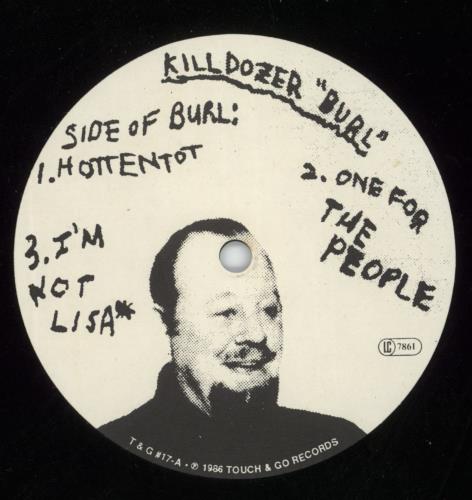 KILLDOZER "BURL"
SIDE OF BURL:
1. HOTTENTOT
2. ONE FOR
THE
PEOPLE
3. I'M
NOT
LISA*
LC 7861
T & G #17-A • ℗ 1986 TOUCH & GO RECORDS